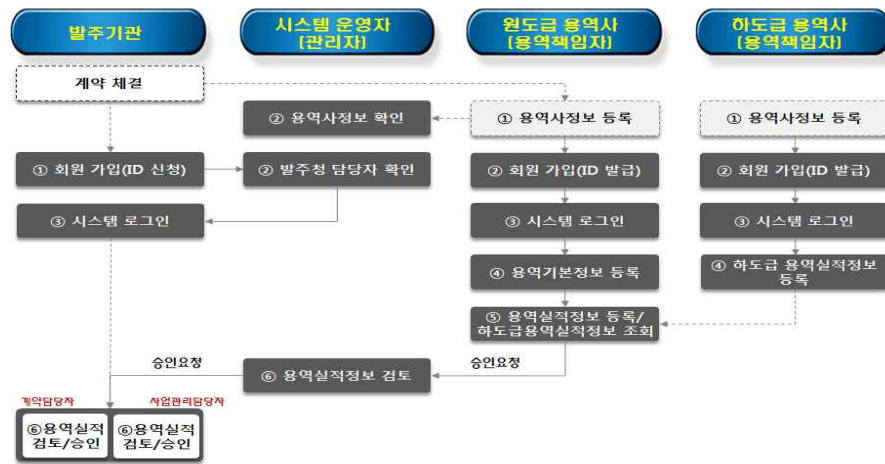 발주기관
시스템 운영자
[관리자]
원도급 용역사
[용역책임자]
하도급 용역사
[용역책임자]
계약 체결
② 용역사정보 확인
① 용역사정보 등록
① 용역사정보 등록
① 회원 가입(ID 신청)
② 발주청 담당자 확인
② 회원 가입(ID 발급)
② 회원 가입(ID 발급)
③ 시스템 로그인
③ 시스템 로그인
③ 시스템 로그인
④ 용역기본정보 등록
④ 하도급 용역실적정보
등록
⑤ 용역실적정보 등록/
하도급용역실적정보 조회
승인요청
⑥ 용역실적정보 검토
승인요청
계약담당자
사업관리담당자
⑥용역실적
검토/승인
⑥용역실적
검토/승인